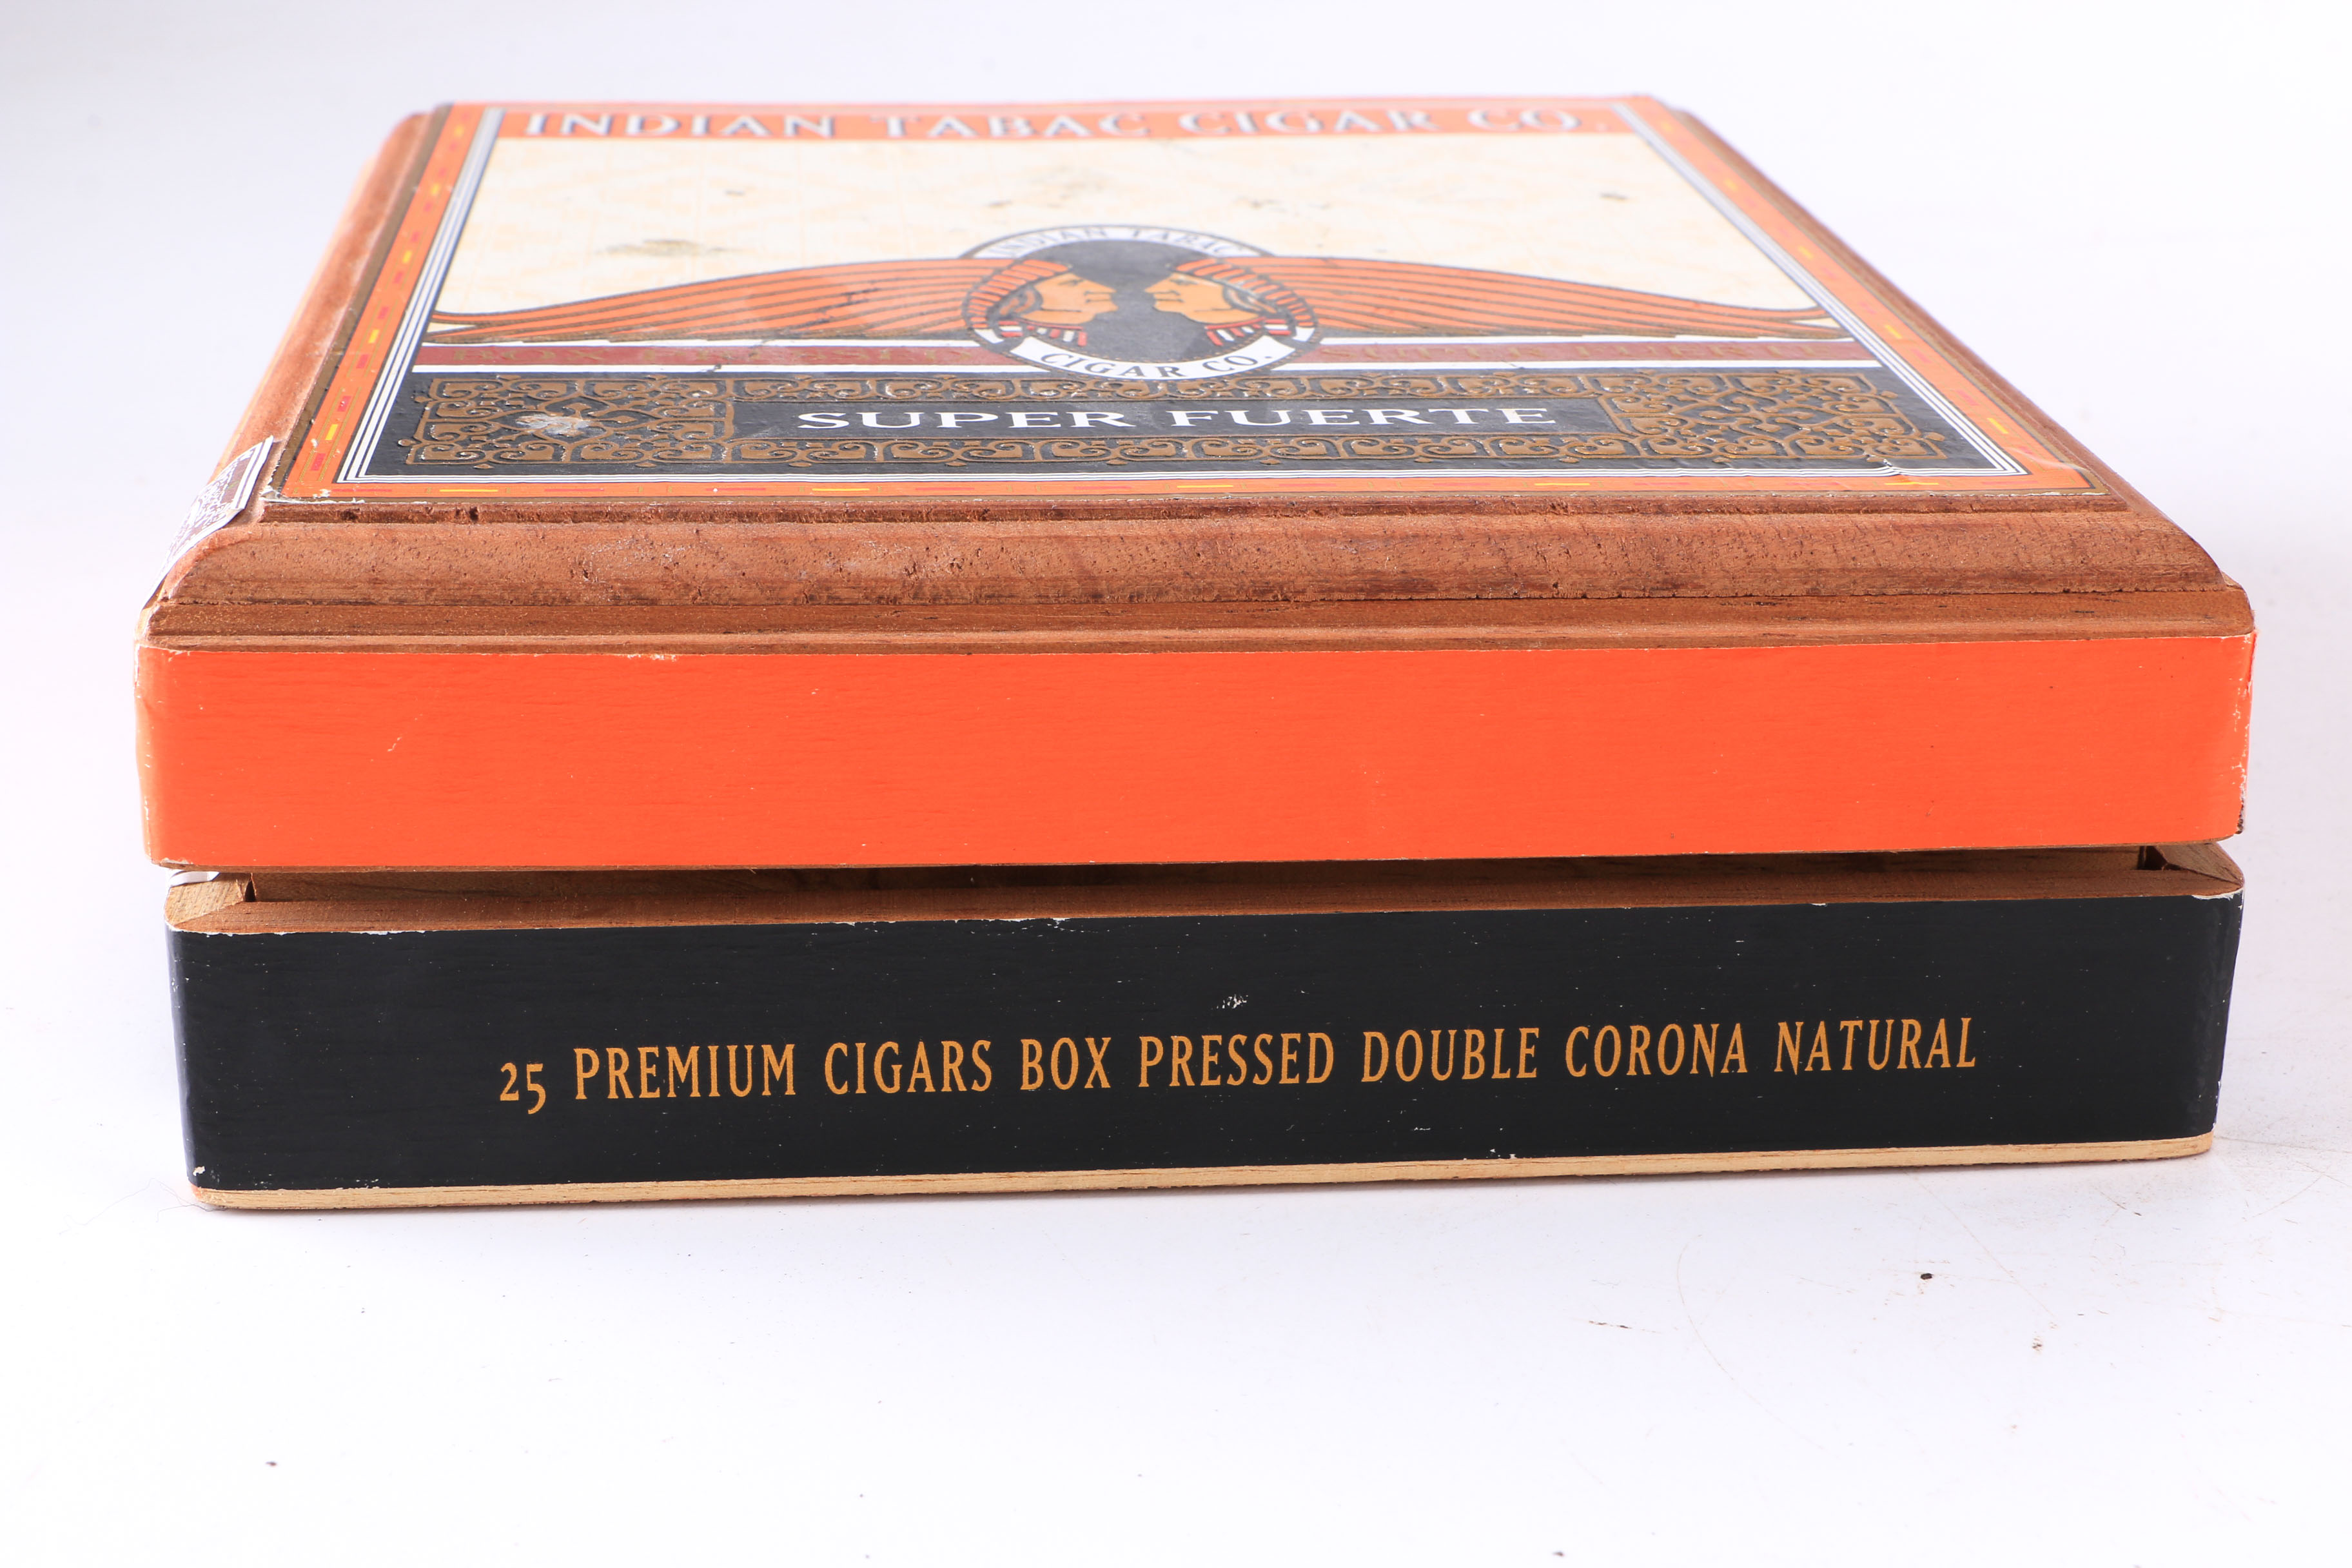 INDIAN TABAC CIGAR CO.
INDIAN TABAC
CIGAR CO.
SUPER FUERTE
25 PREMIUM CIGARS BOX PRESSED DOUBLE CORONA NATURAL